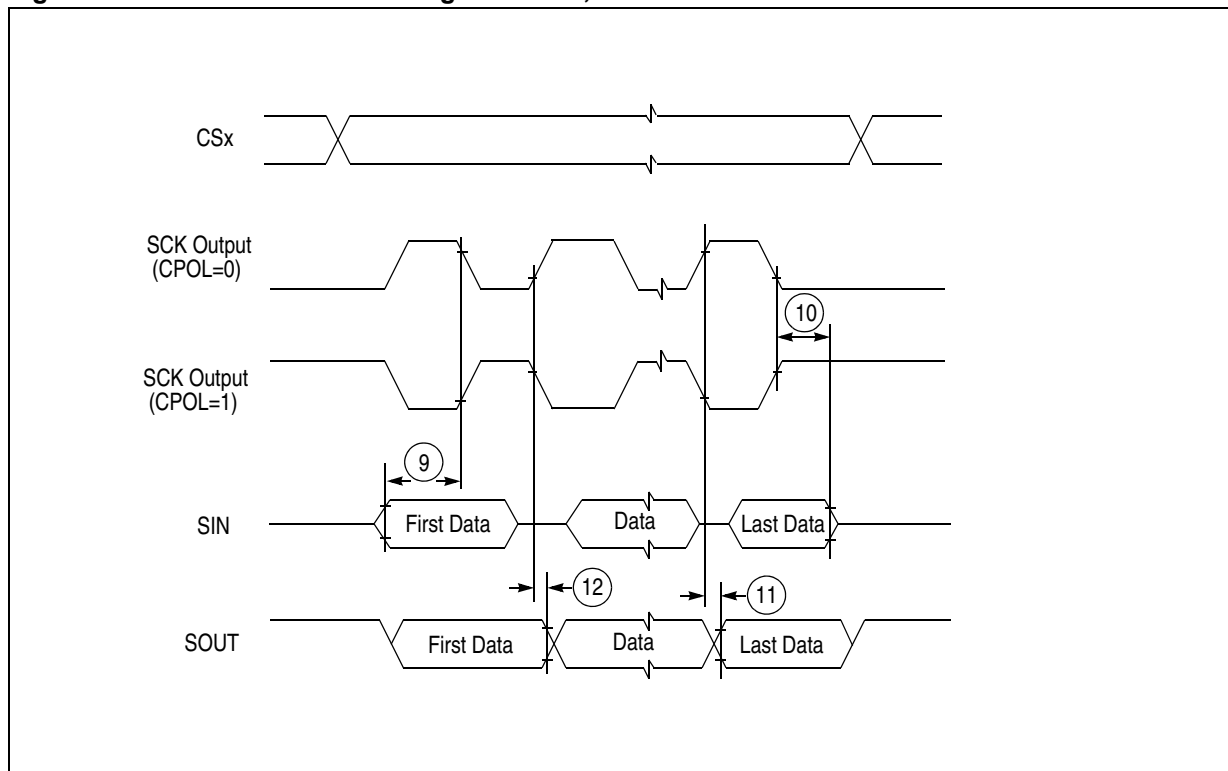 CSx
SCK Output
(CPOL=0)
10
SCK Output
(CPOL=1)
9
SIN
First Data
Data
Last Data
12
11
SOUT
First Data
Data
Last Data